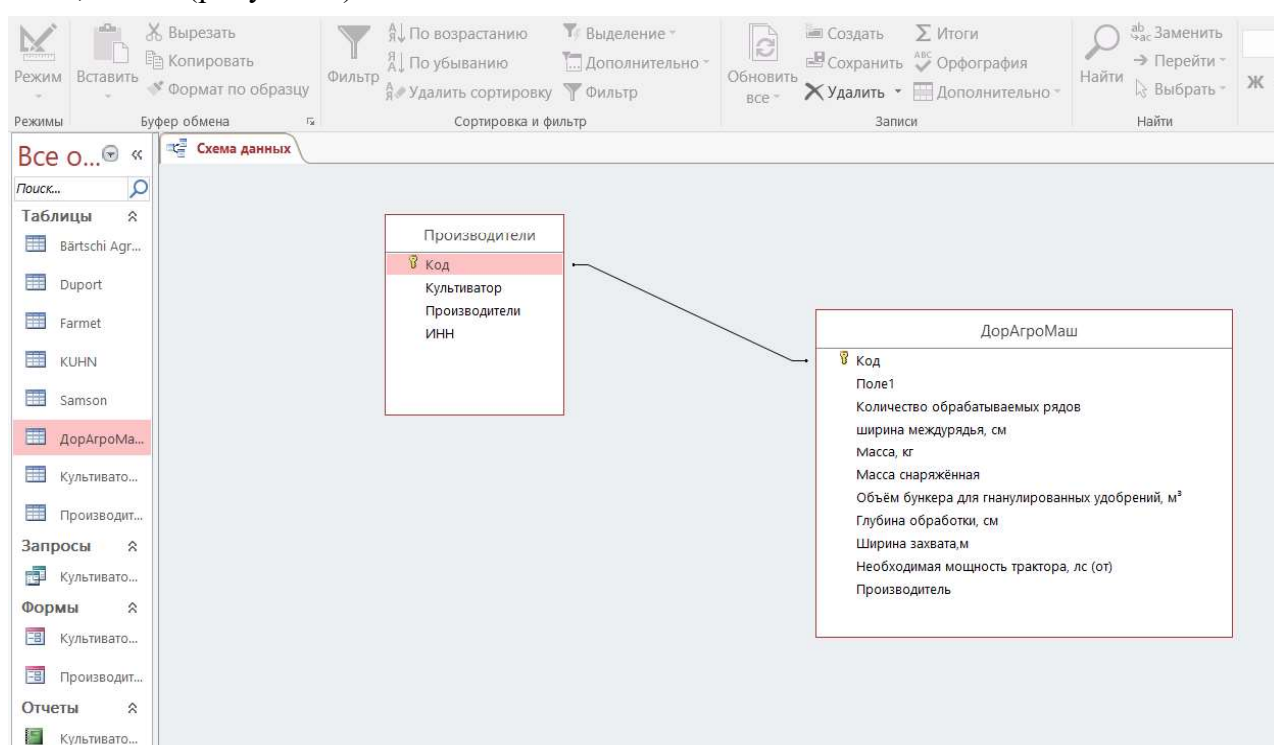 Вырезать
Копировать
Формат по образцу
Режим
Вставить
Фильтр
По возрастанию
По убыванию
Удалить сортировку
Выделение
Дополнительно
Фильтр
Обновить
все
Создать
Сохранить
Удалить
Итоги
Орфография
Дополнительно
Найти
Заменить
Перейти
Выбрать
Ж
Режимы
Буфер обмена
Сортировка и фильтр
Записи
Найти
Все о...
Схема данных
Поиск...
Таблицы
Bärtschi Agr...
Duport
Farmet
KUHN
Samson
ДорАгроМа...
Культивато...
Производит...
Запросы
Культивато...
Формы
Культивато...
Производит...
Отчеты
Культивато...
Производители
Код
Культиватор
Производители
ИНН
ДорАгроМаш
Код
Поле1
Количество обрабатываемых рядов
ширина междурядья, см
Масса, кг
Масса снаряжённая
Объём бункера для гнанулированных удобрений, м³
Глубина обработки, см
Ширина захвата,м
Необходимая мощность трактора, лс (от)
Производитель